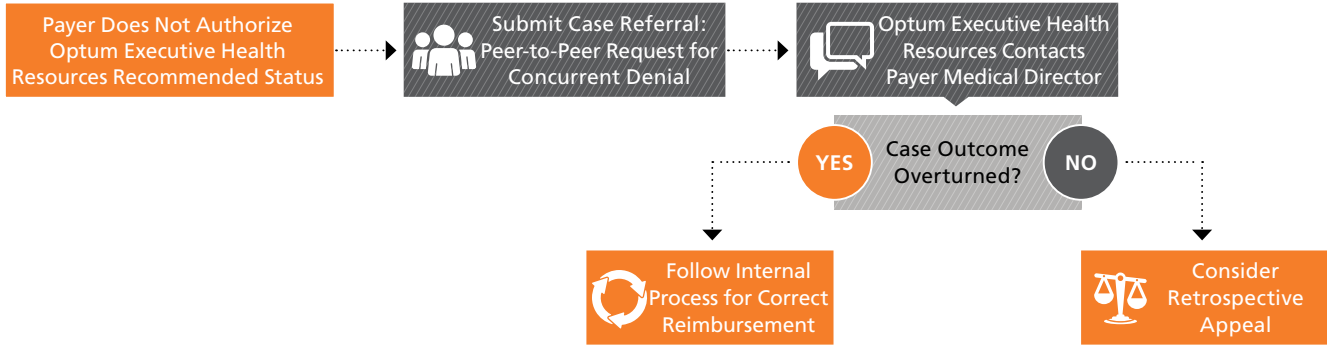 Payer Does Not Authorize
Optum Executive Health
Resources Recommended Status
Submit Case Referral:
Peer-to-Peer Request for
Concurrent Denial
Optum Executive Health
Resources Contacts
Payer Medical Director
YES
Case Outcome
Overturned?
NO
Follow Internal
Process for Correct
Reimbursement
Consider
Retrospective
Appeal